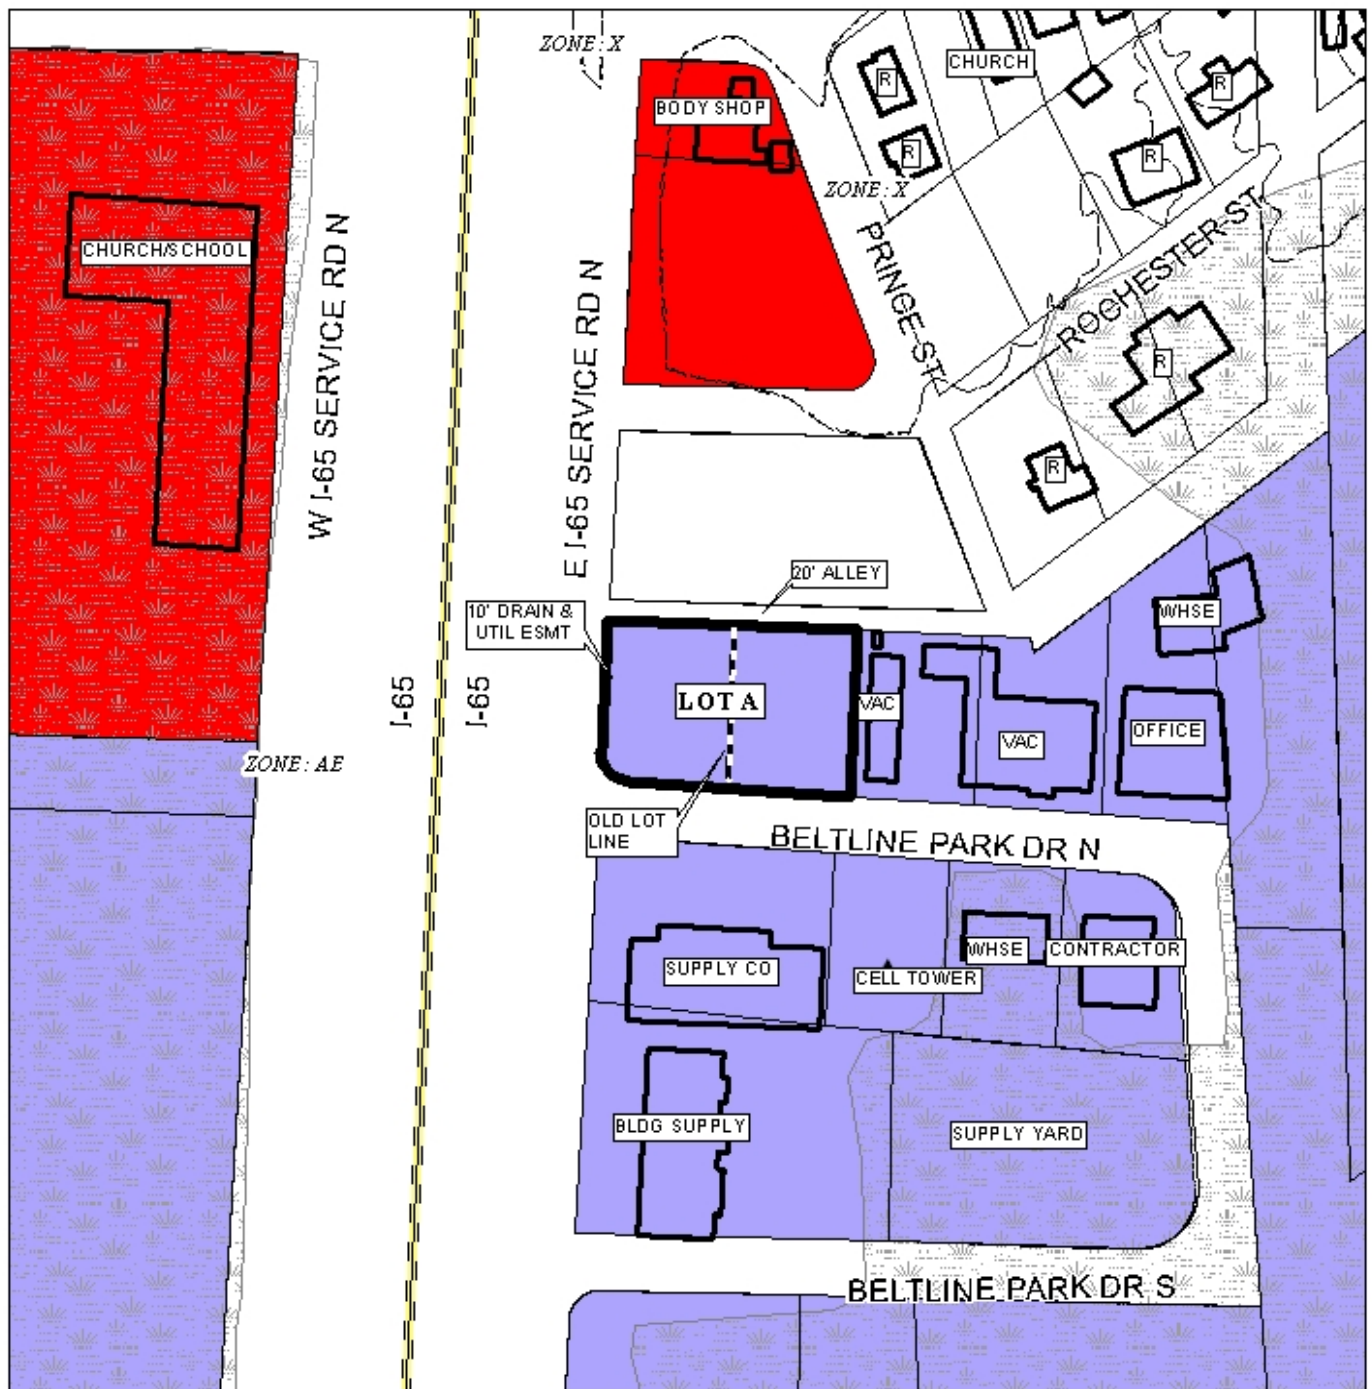 ZONE: X
CHURCH
R
R
BODY SHOP
R
R
ZONE: X
CHURCH/SCHOOL
W I-65 SERVICE RD N
E I-65 SERVICE RD N
PRINCE ST
ROCHESTER ST
R
R
20' ALLEY
10' DRAIN &
UTIL ESMT
WHSE
I-65
I-65
LOT A
VAC
VAC
OFFICE
ZONE: AE
OLD LOT
LINE
BELTLINE PARK DR N
SUPPLY CO
CELL TOWER
WHSE
CONTRACTOR
BLDG SUPPLY
SUPPLY YARD
BELTLINE PARK DR S